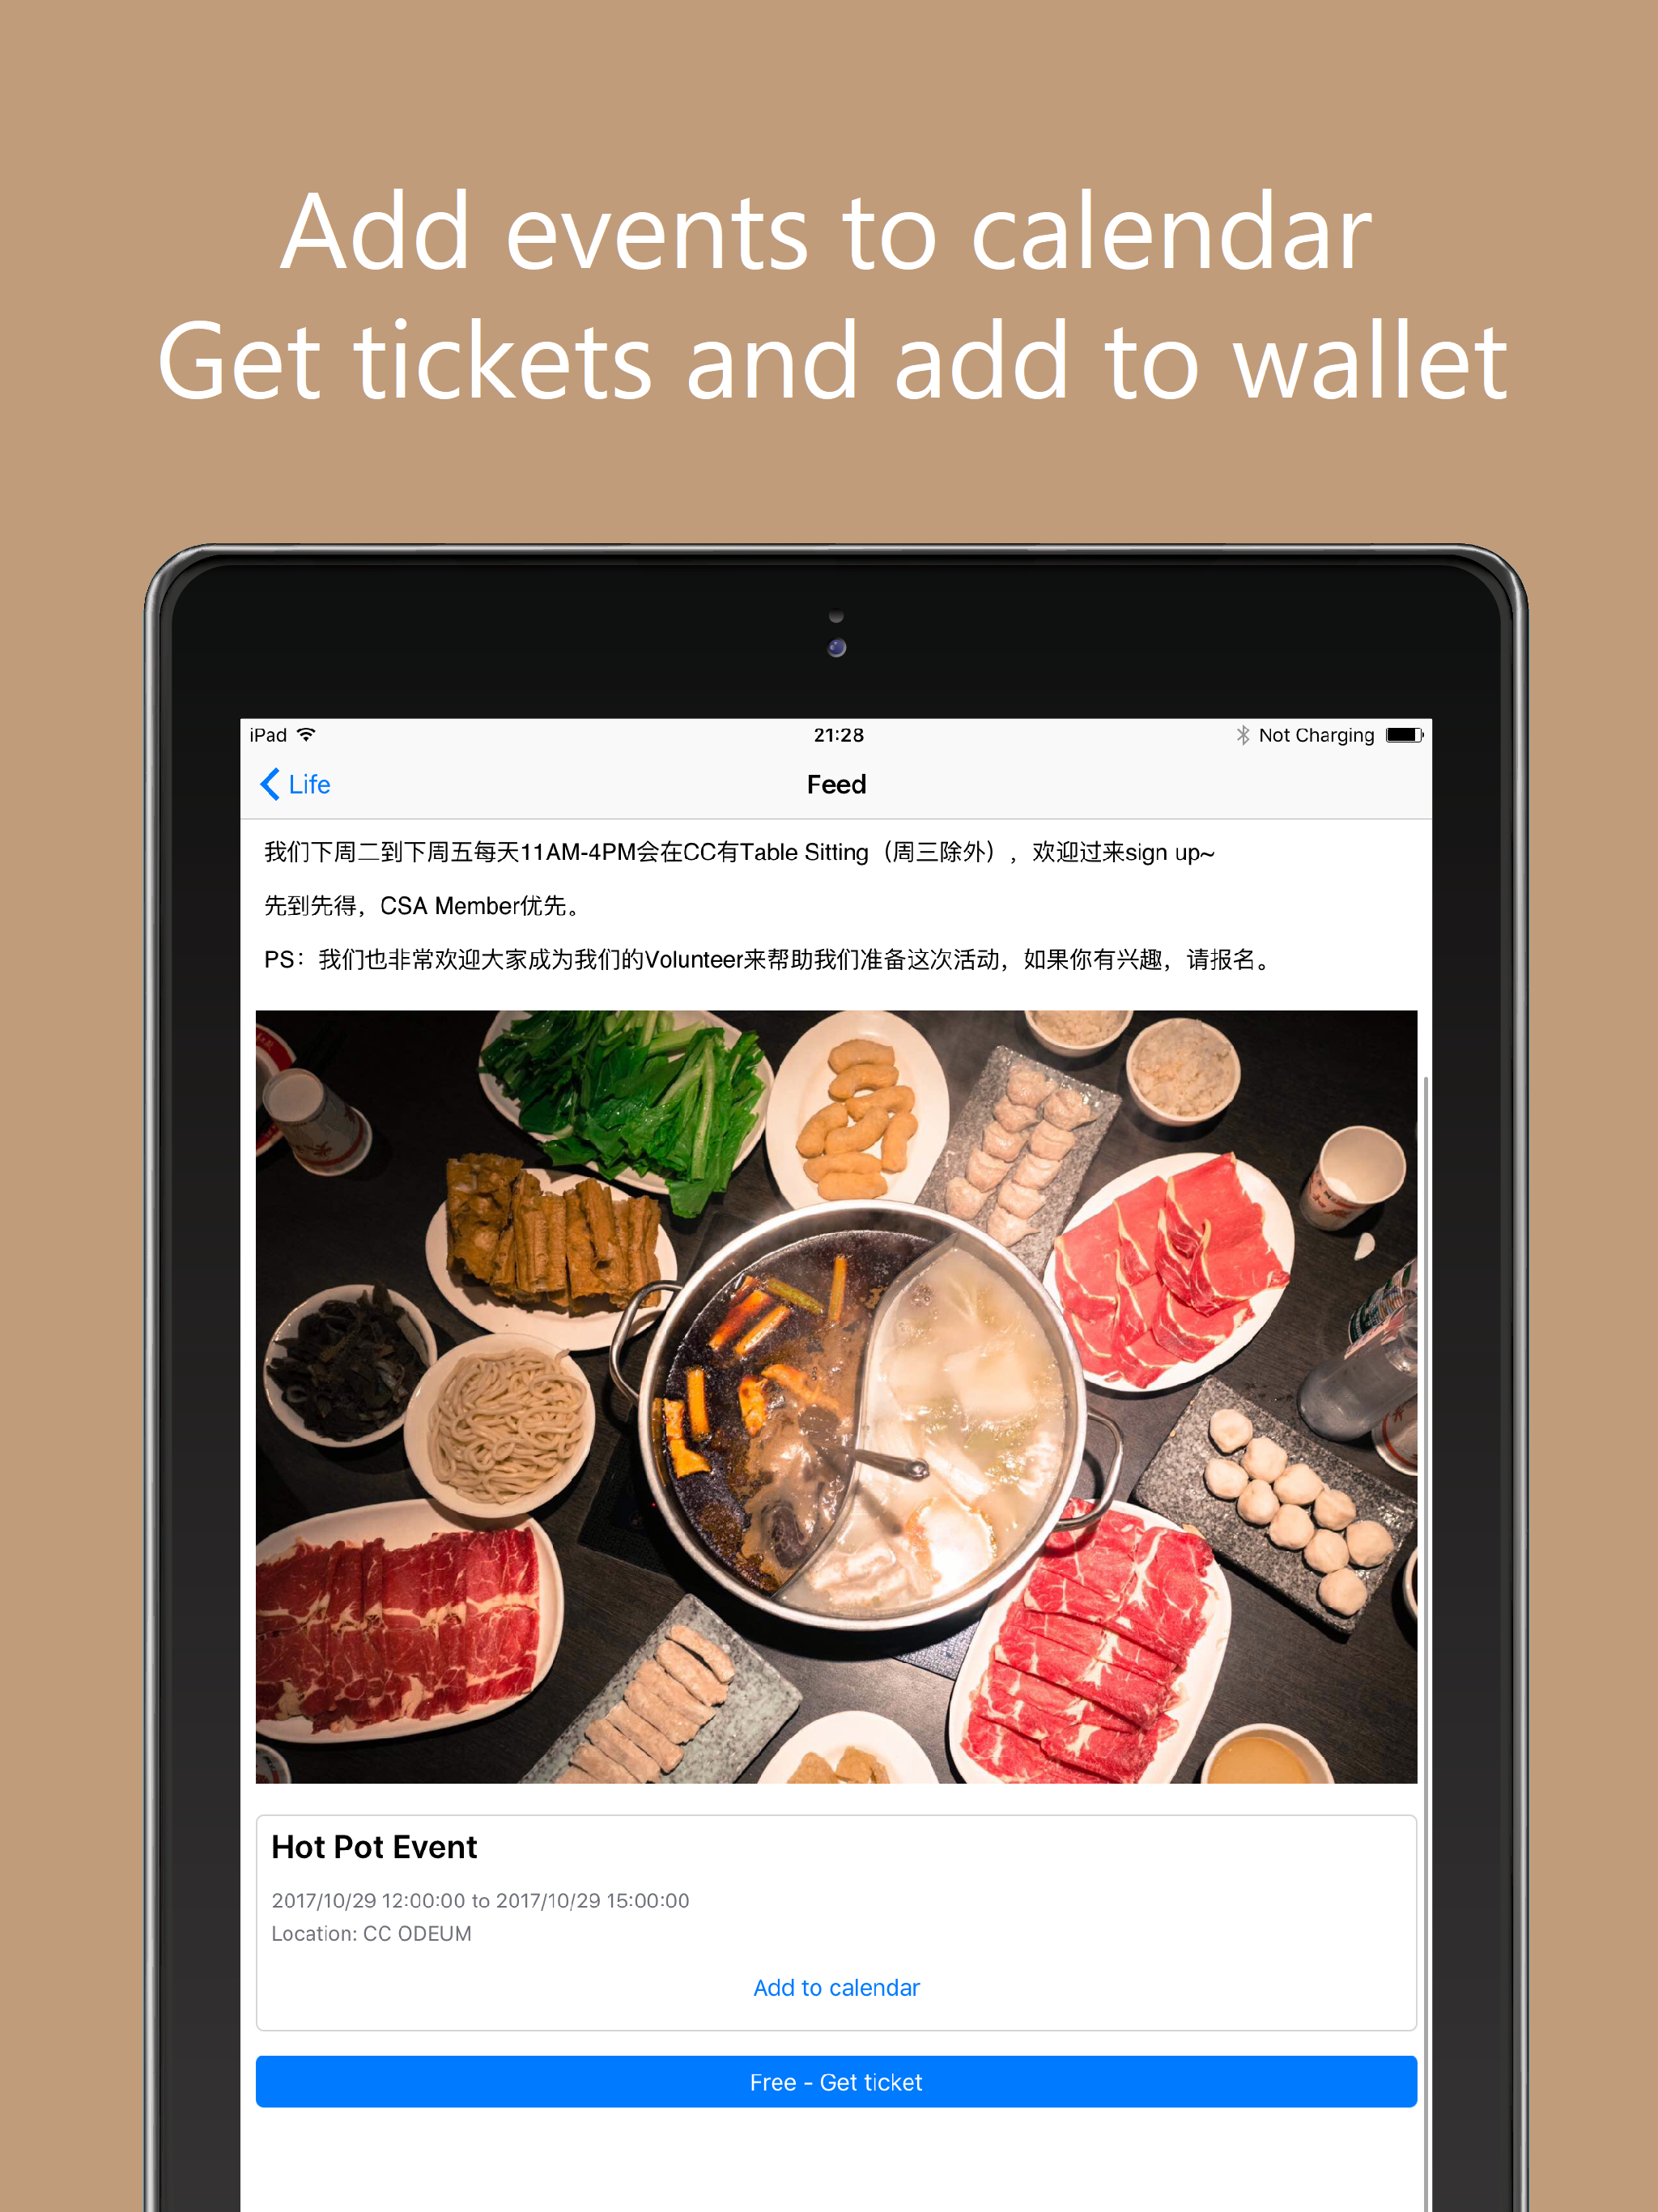 Add events to calendar
Get tickets and add to wallet
iPad 21:28 Not Charging
Life Feed
我们下周二到下周五每天11AM-4PM会在CC有Table Sitting（周三除外），欢迎过来sign up~
先到先得，CSA Member优先。
PS：我们也非常欢迎大家成为我们的Volunteer来帮助我们准备这次活动，如果你有兴趣，请报名。
Hot Pot Event
2017/10/29 12:00:00 to 2017/10/29 15:00:00
Location: CC ODEUM
Add to calendar
Free - Get ticket